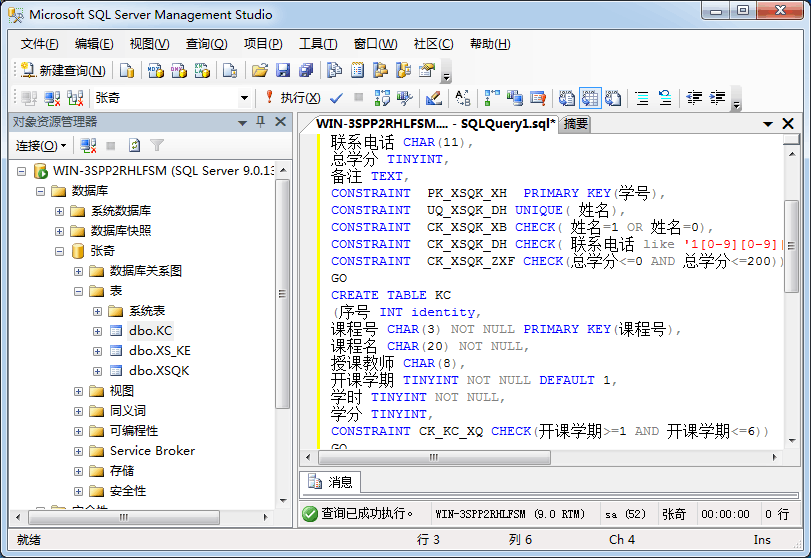 Microsoft SQL Server Management Studio
文件(F) 编辑(E) 视图(V) 查询(Q) 项目(P) 工具(T) 窗口(W) 社区(C) 帮助(H)
新建查询(N)
张奇 执行(X)
对象资源管理器
连接(O)
WIN-3SPP2RHLFSM (SQL Server 9.0.13
数据库
系统数据库
数据库快照
张奇
数据库关系图
表
系统表
dbo.KC
dbo.XS_KE
dbo.XSQK
视图
同义词
可编程性
Service Broker
存储
安全性
安全性
WIN-3SPP2RHLFSM.... - SQLQuery1.sql* 摘要
联系电话 CHAR(11),
总学分 TINYINT,
备注 TEXT,
CONSTRAINT PK_XSQK_XH PRIMARY KEY(学号),
CONSTRAINT UQ_XSQK_DH UNIQUE( 姓名),
CONSTRAINT CK_XSQK_XB CHECK( 姓名=1 OR 姓名=0),
CONSTRAINT CK_XSQK_DH CHECK( 联系电话 like '1[0-9][0-9]
CONSTRAINT CK_XSQK_ZXF CHECK(总学分<=0 AND 总学分<=200))
GO
CREATE TABLE KC
(序号 INT identity,
课程号 CHAR(3) NOT NULL PRIMARY KEY(课程号),
课程名 CHAR(20) NOT NULL,
授课教师 CHAR(8),
开课学期 TINYINT NOT NULL DEFAULT 1,
学时 TINYINT NOT NULL,
学分 TINYINT,
CONSTRAINT CK_KC_XQ CHECK(开课学期>=1 AND 开课学期<=6))
GO
消息
查询已成功执行。 WIN-3SPP2RHLFSM (9.0 RTM) sa (52) 张奇 00:00:00 0 行
就绪 行 3 列 6 Ch 4 Ins